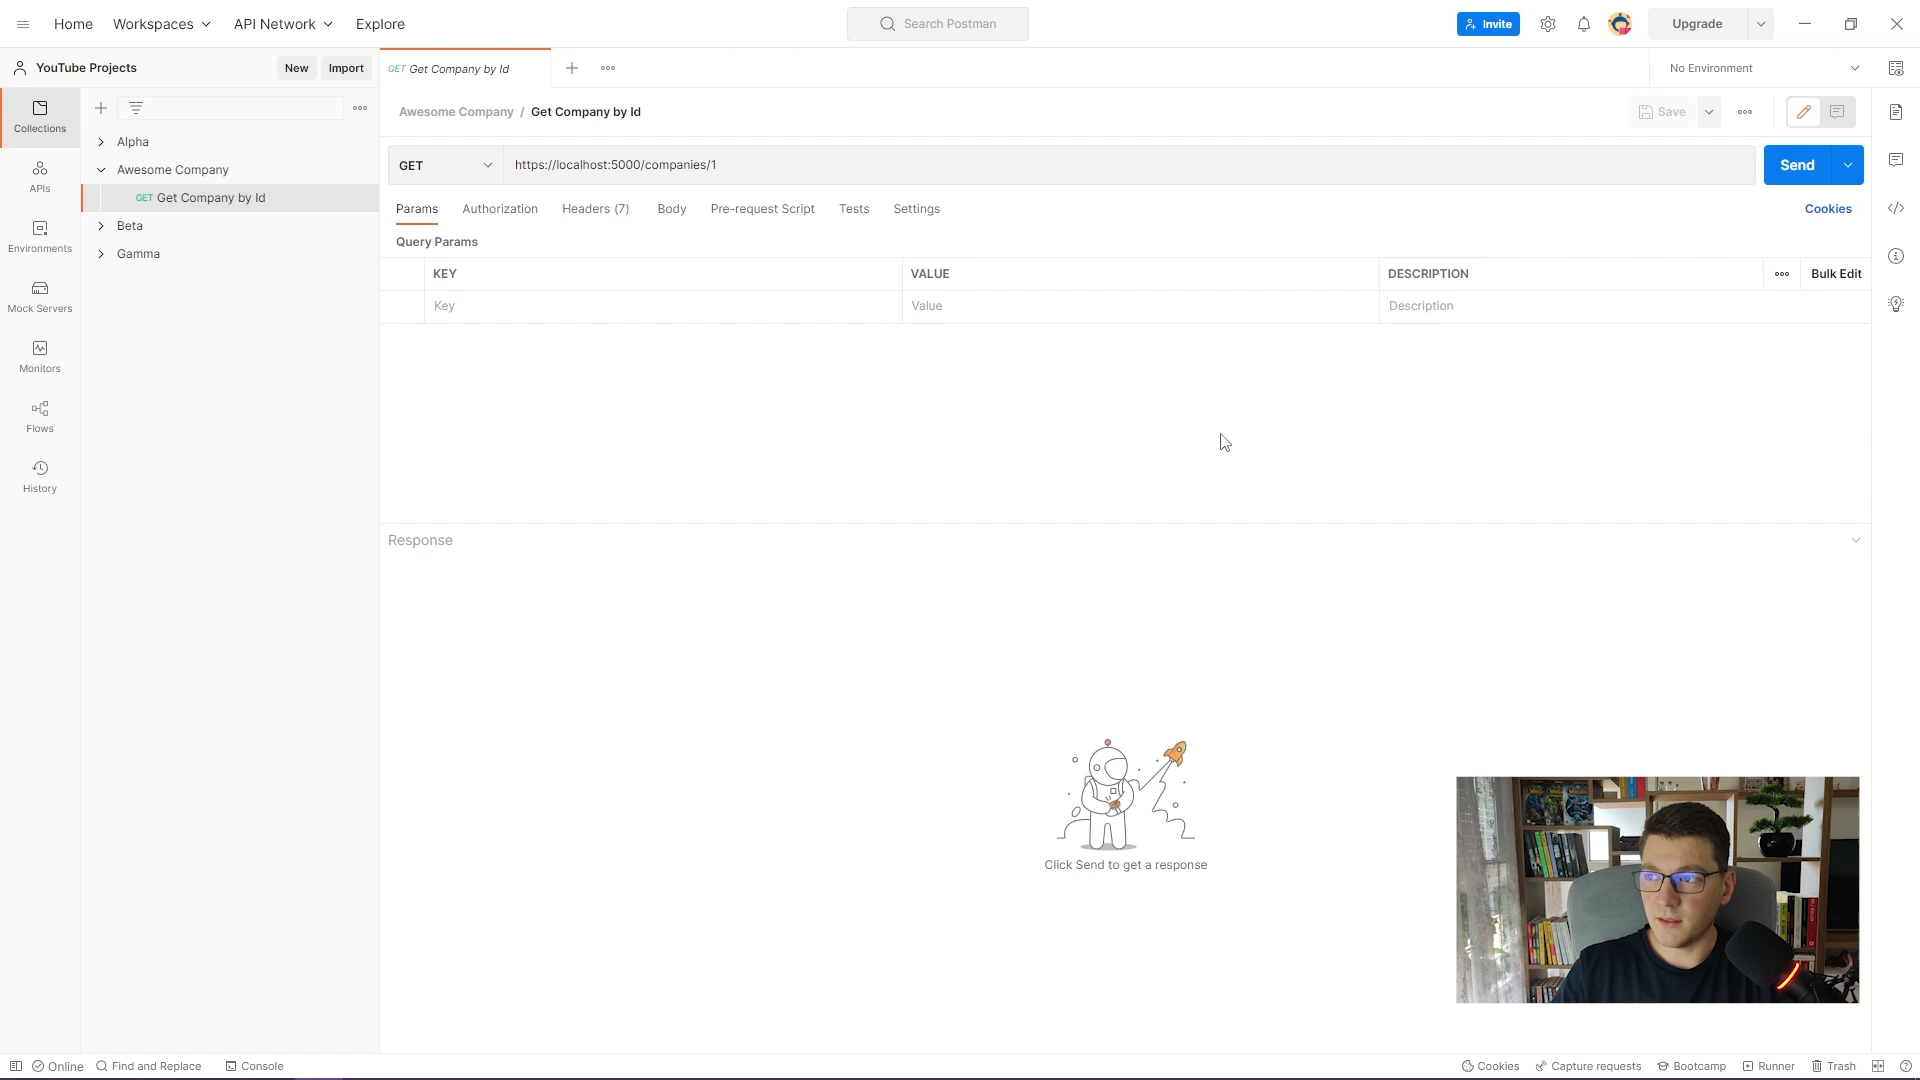 Home Workspaces API Network Explore
Search Postman
Invite
Upgrade
YouTube Projects
New Import
GET Get Company by Id
No Environment
Collections
APIs
Environments
Mock Servers
Monitors
Flows
History
Alpha
Awesome Company
GET Get Company by Id
Beta
Gamma
Awesome Company / Get Company by Id
Save
GET https://localhost:5000/companies/1
Send
Params Authorization Headers (7) Body Pre-request Script Tests Settings
Cookies
Query Params
KEY VALUE DESCRIPTION
Bulk Edit
Key Value Description
Response
Click Send to get a response
Online Find and Replace Console
Cookies Capture requests Bootcamp Runner Trash